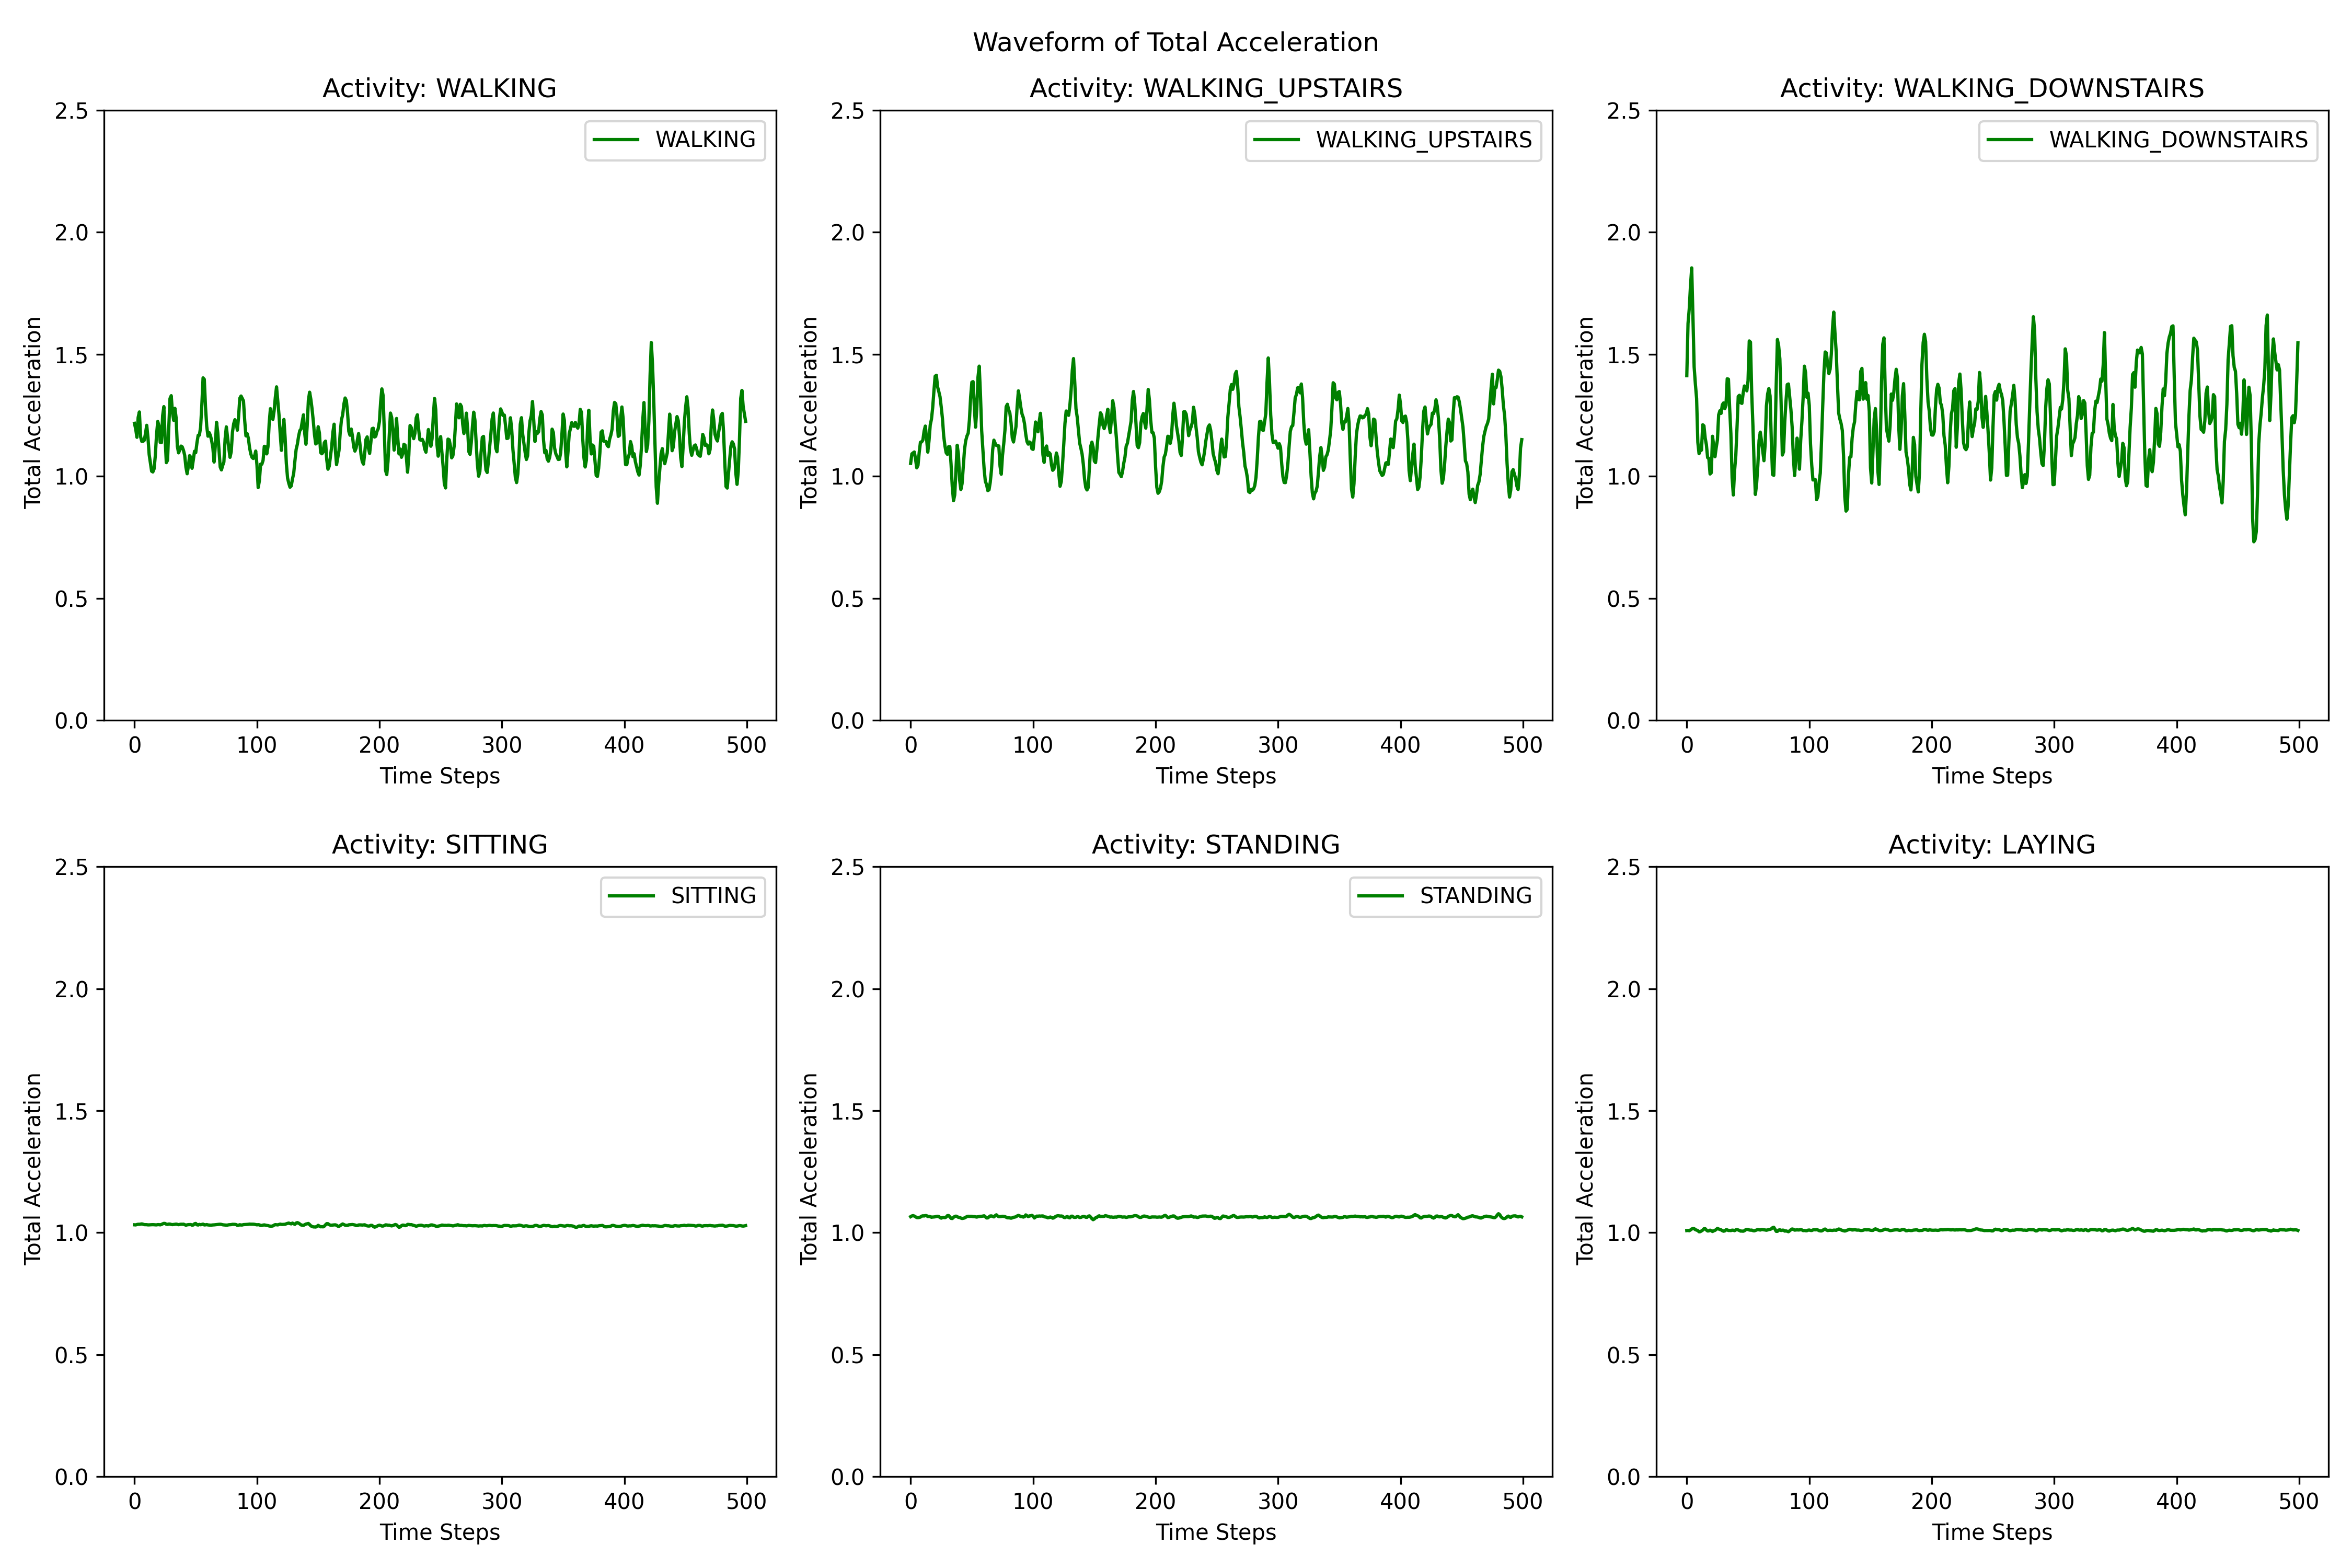 Waveform of Total Acceleration
Activity: WALKING
WALKING
2.5
2.0
1.5
1.0
0.5
0.0
Total Acceleration
0 100 200 300 400 500
Time Steps
Activity: WALKING_UPSTAIRS
WALKING_UPSTAIRS
2.5
2.0
1.5
1.0
0.5
0.0
Total Acceleration
0 100 200 300 400 500
Time Steps
Activity: WALKING_DOWNSTAIRS
WALKING_DOWNSTAIRS
2.5
2.0
1.5
1.0
0.5
0.0
Total Acceleration
0 100 200 300 400 500
Time Steps
Activity: SITTING
SITTING
2.5
2.0
1.5
1.0
0.5
0.0
Total Acceleration
0 100 200 300 400 500
Time Steps
Activity: STANDING
STANDING
2.5
2.0
1.5
1.0
0.5
0.0
Total Acceleration
0 100 200 300 400 500
Time Steps
Activity: LAYING
2.5
2.0
1.5
1.0
0.5
0.0
Total Acceleration
0 100 200 300 400 500
Time Steps